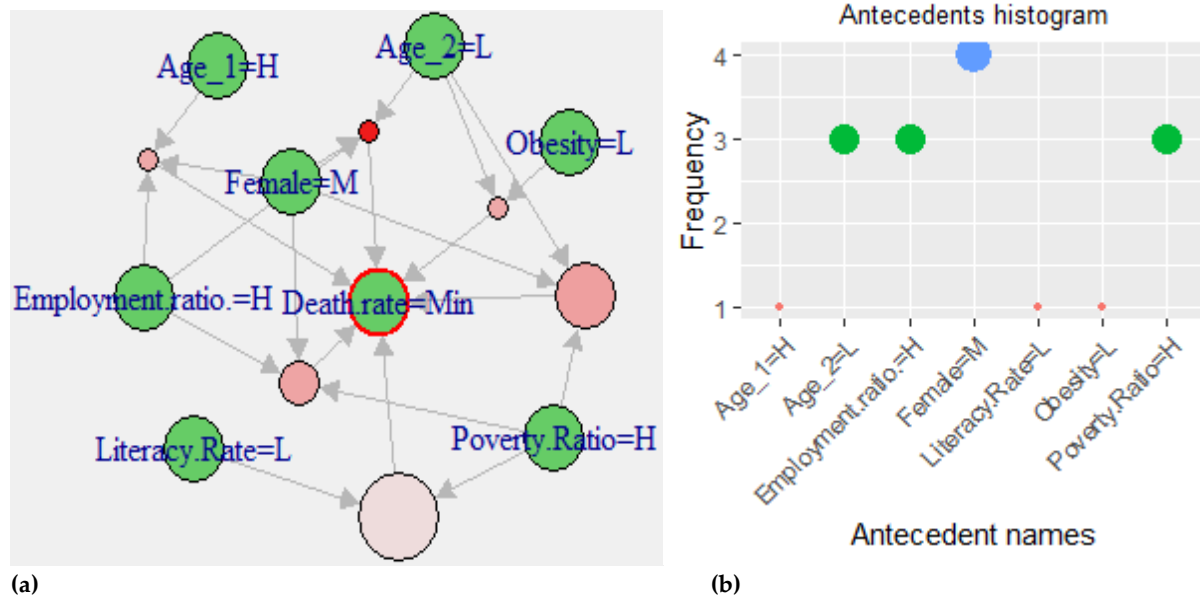 Age_1=H
Age_2=L
Obesity=L
Female=M
Employment.ratio.=H
Death.rate=Min
Literacy.Rate=L
Poverty.Ratio=H
(a)
Antecedents histogram
Frequency
4
3
2
1
Age_1=H
Age_2=L
Employment.ratio.=H
Female=M
Literacy.Rate=L
Obesity=L
Poverty.Ratio=H
Antecedent names
(b)